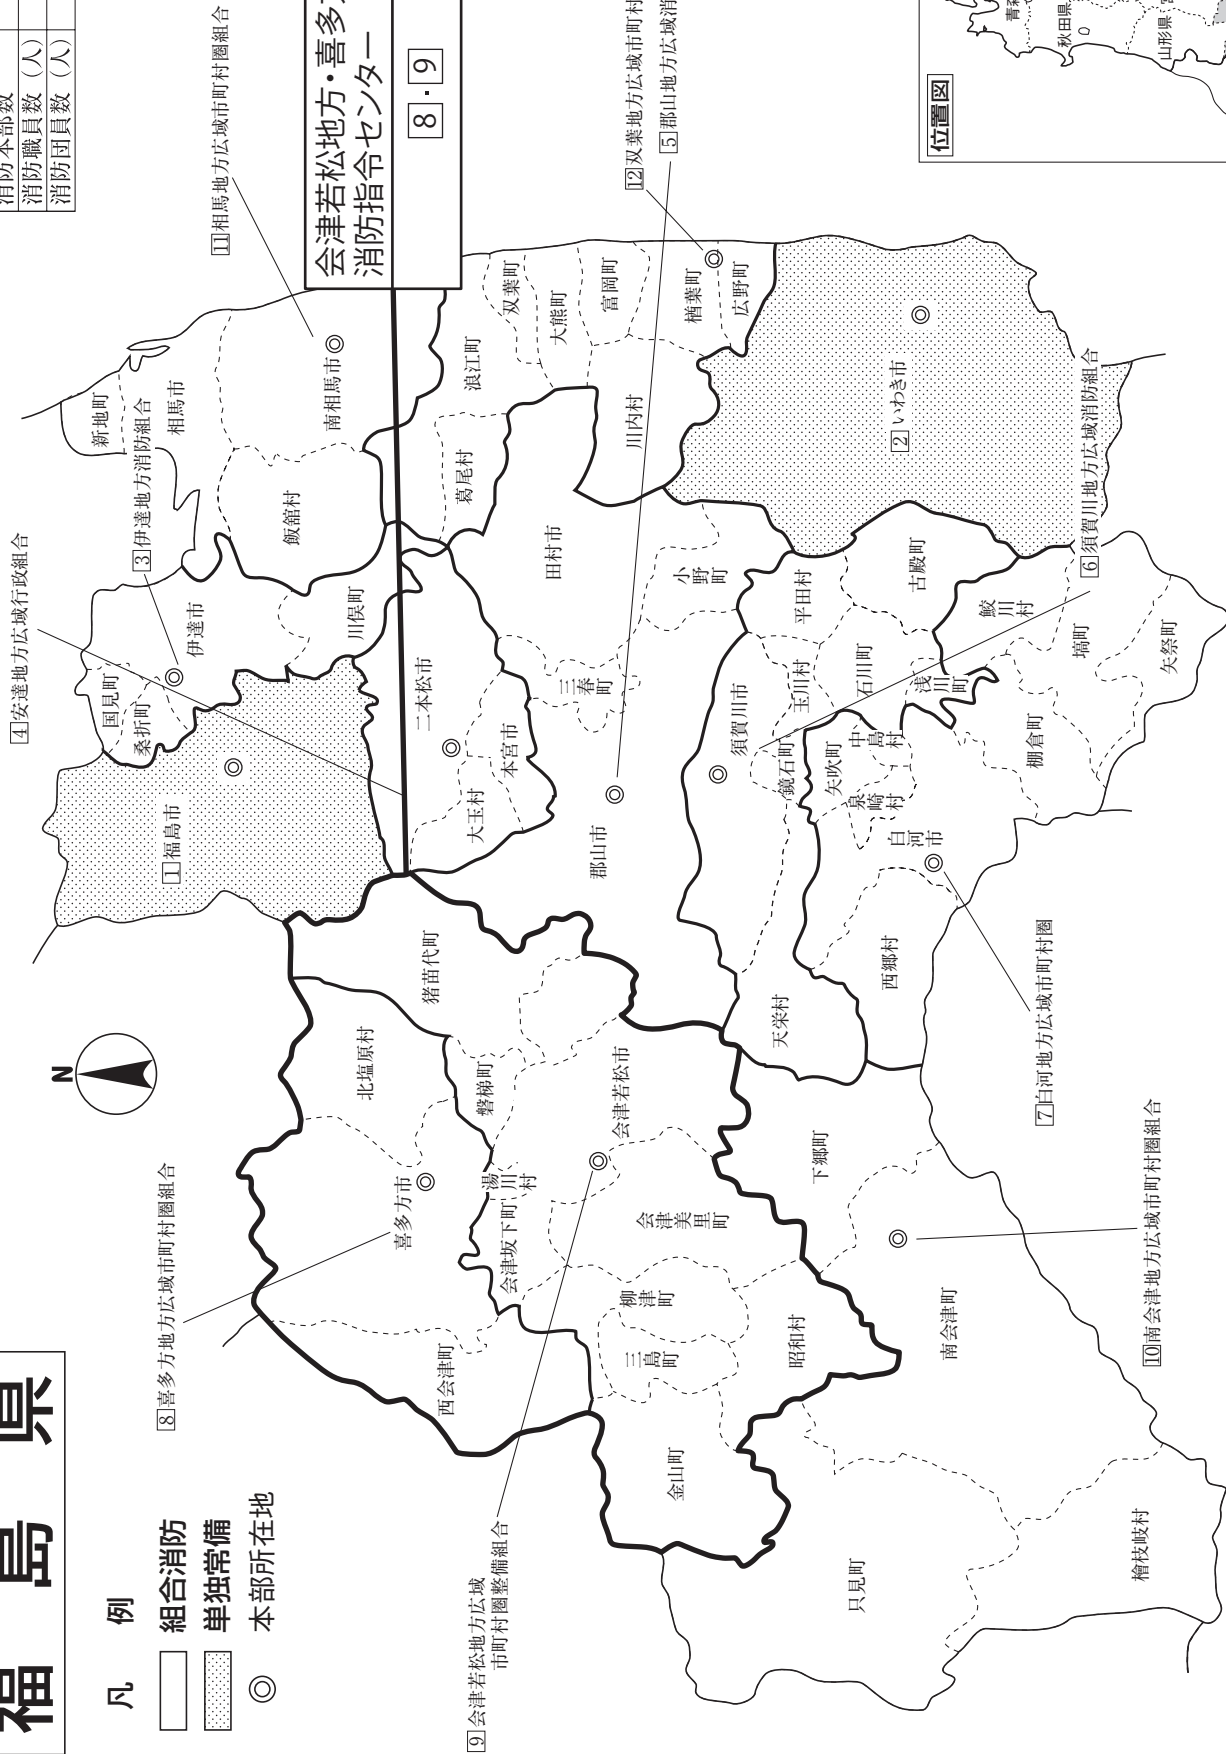 福島県
凡例
組合消防
単独常備
本部所在地
N
消防本部数
消防職員数（人）
消防団員数（人）
会津若松地方・喜多
消防指令センター
8・9
位置図
青森
秋田県
山形県
1福島市
2いわき市
3伊達地方消防組合
4安達地方広域行政組合
5郡山地方広域消
6須賀川地方広域消防組合
7白河地方広域市町村圏
8喜多方地方広域市町村圏組合
9会津若松地方広域
市町村圏整備組合
10南会津地方広域市町村圏組合
11相馬地方広域市町村圏組合
12双葉地方広域市町村
新地町
相馬市
南相馬市
飯舘村
国見町
桑折町
伊達市
川俣町
二本松市
大玉村
本宮市
浪江町
葛尾村
双葉町
大熊町
富岡町
楢葉町
広野町
川内村
田村市
三春町
小野町
郡山市
須賀川市
鏡石町
天栄村
玉川村
平田村
石川町
古殿町
浅川町
矢吹町
中島村
泉崎村
白河市
西郷村
棚倉町
鮫川村
塙町
矢祭町
猪苗代町
北塩原村
磐梯町
喜多方市
西会津町
湯川村
会津坂下町
会津若松市
会津美里町
柳津町
三島町
昭和村
金山町
下郷町
南会津町
只見町
檜枝岐村